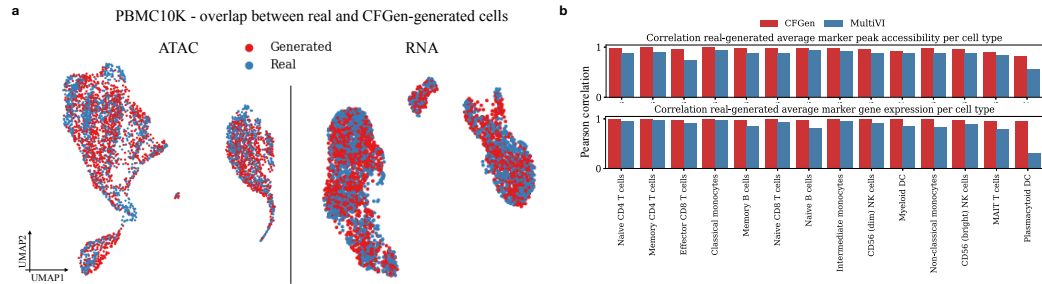 a
PBMC10K - overlap between real and CFGen-generated cells
ATAC
Generated
Real
RNA
UMAP2
UMAP1
b
CFGen
MultiVI
Correlation real-generated average marker peak accessibility per cell type
1
0
Pearson correlation
Correlation real-generated average marker gene expression per cell type
1
0
Naive CD4 T cells
Memory CD4 T cells
Effector CD8 T cells
Classical monocytes
Memory B cells
Naive CD8 T cells
Naive B cells
Intermediate monocytes
CD56 (dim) NK cells
Myeloid DC
Non-classical monocytes
CD56 (bright) NK cells
MAIT T cells
Plasmacytoid DC